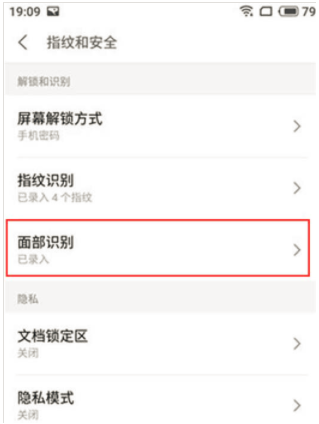 19:09 79
指纹和安全
解锁和识别
屏幕解锁方式
手机密码
指纹识别
已录入 4 个指纹
面部识别
已录入
隐私
文档锁定区
关闭
隐私模式
关闭